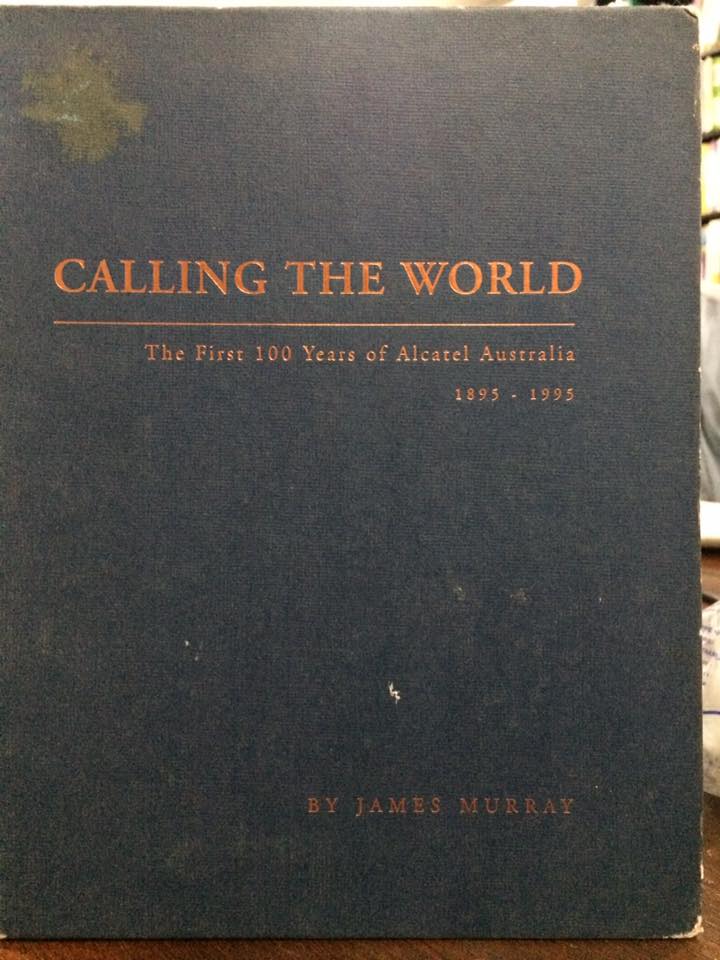 CALLING THE WORLD
The First 100 Years of Alcatel Australia
1895 - 1995
BY JAMES MURRAY